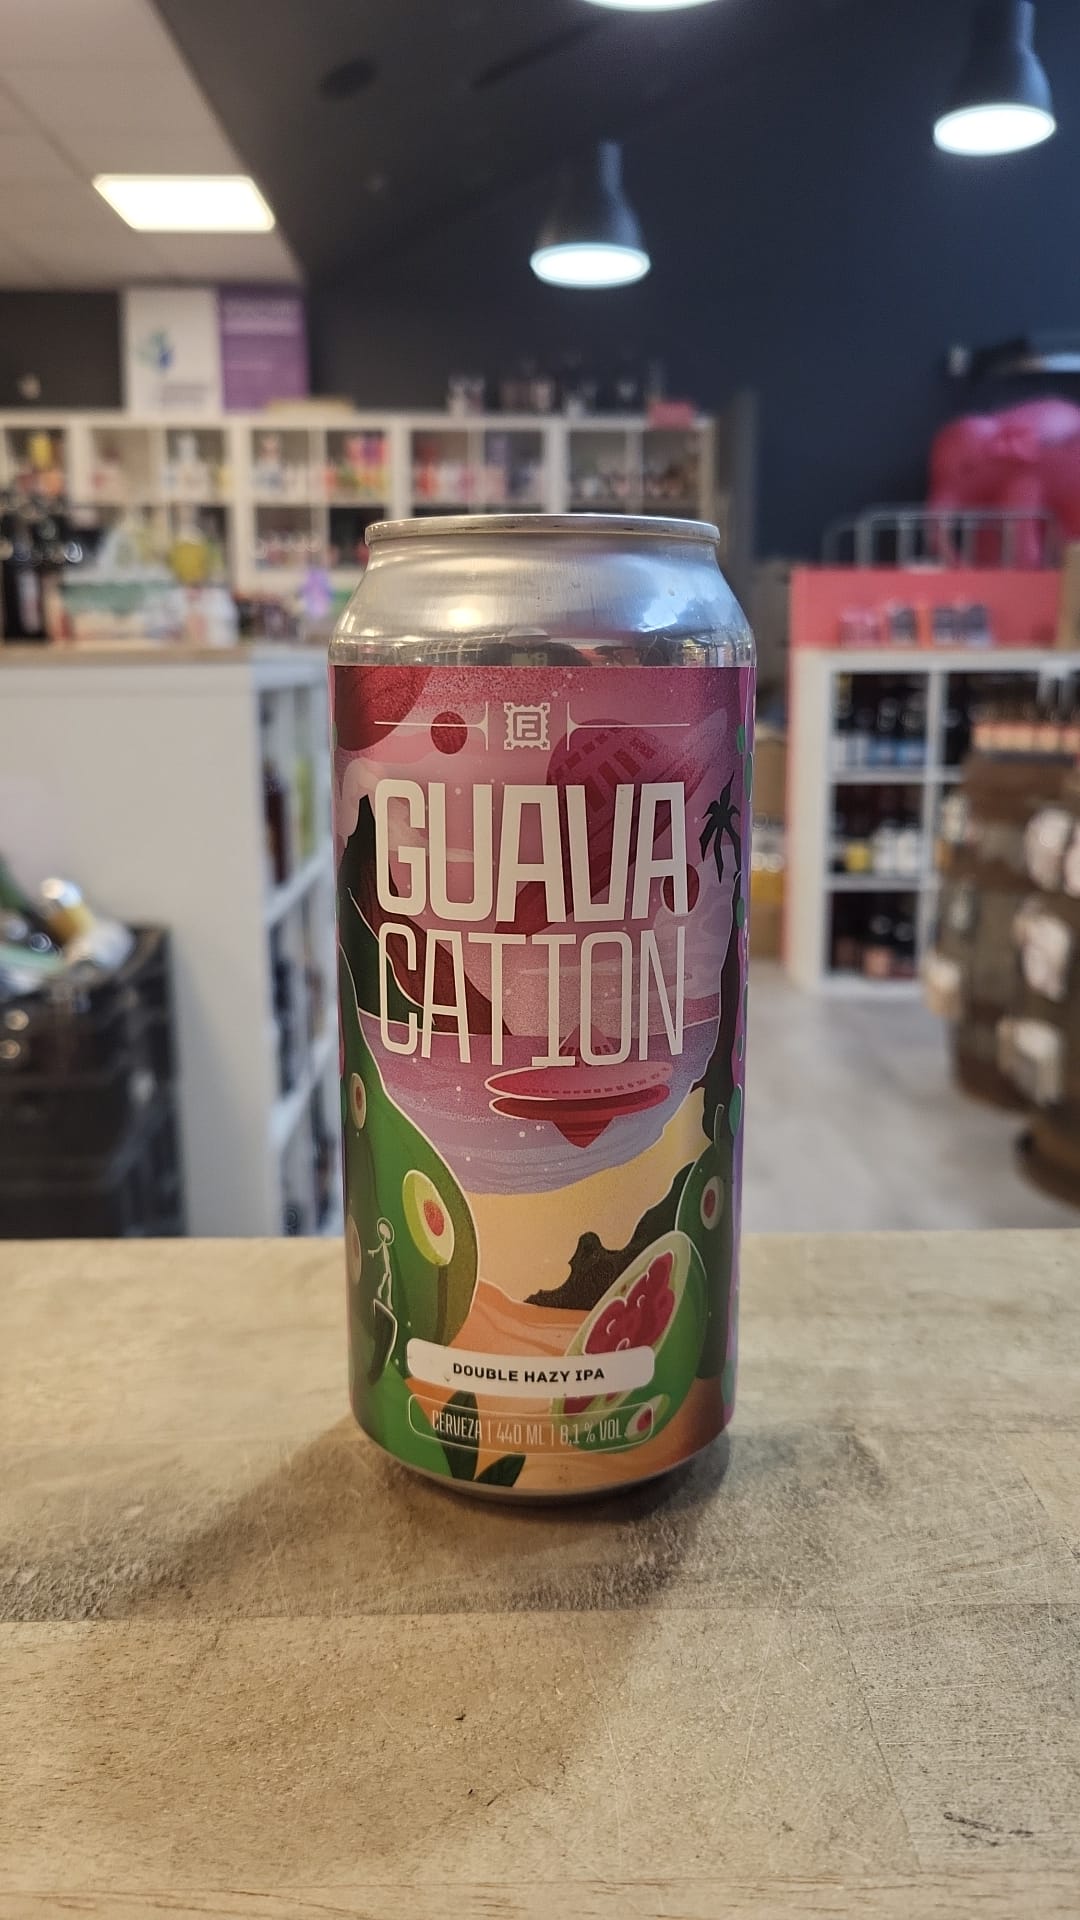 GUAVA
CATION
DOUBLE HAZY IPA
CERVEZA | 440 ML | 8,1 % VOL.